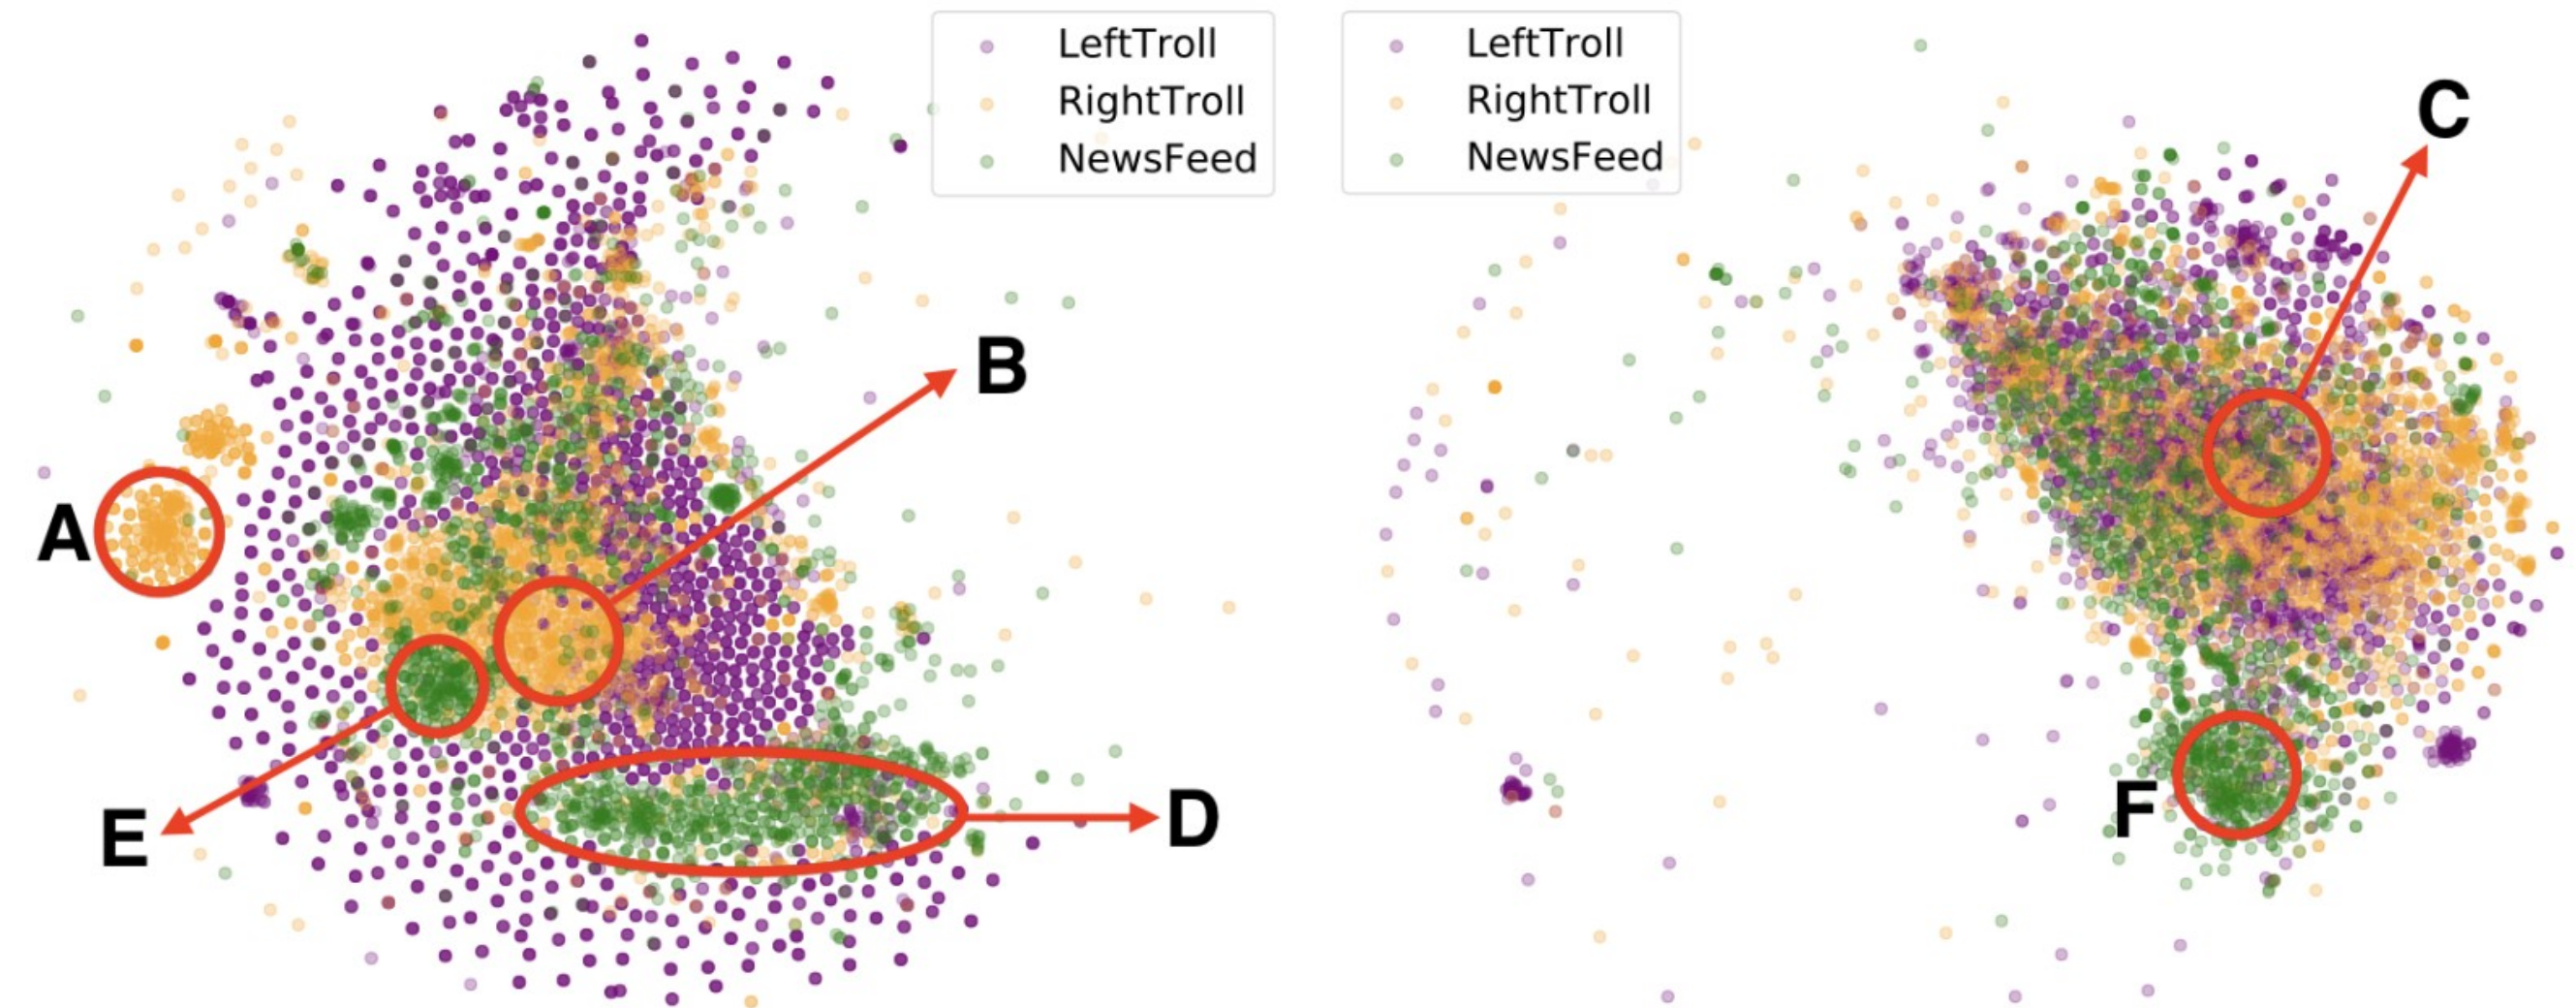 LeftTroll
RightTroll
NewsFeed
LeftTroll
RightTroll
NewsFeed
C
B
A
E
D
F